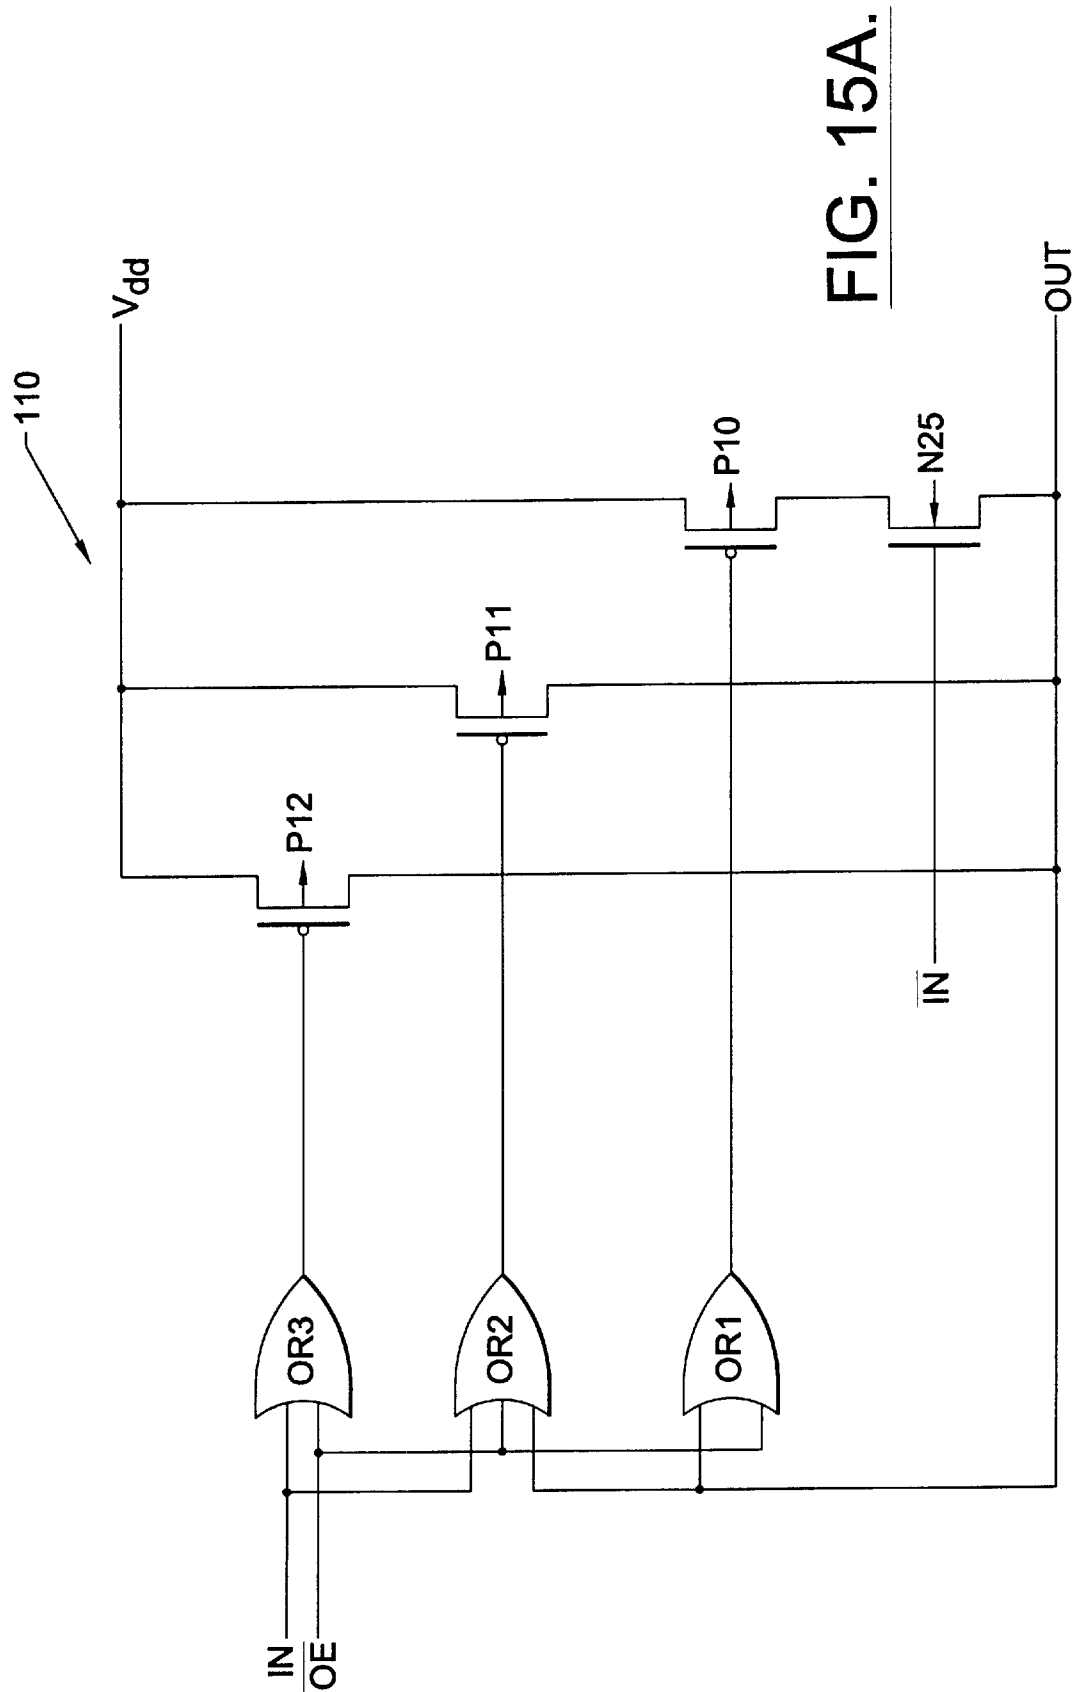 110
Vdd
P12
P11
P10
N25
OR3
OR2
OR1
IN
OE
IN
OUT
FIG. 15A.